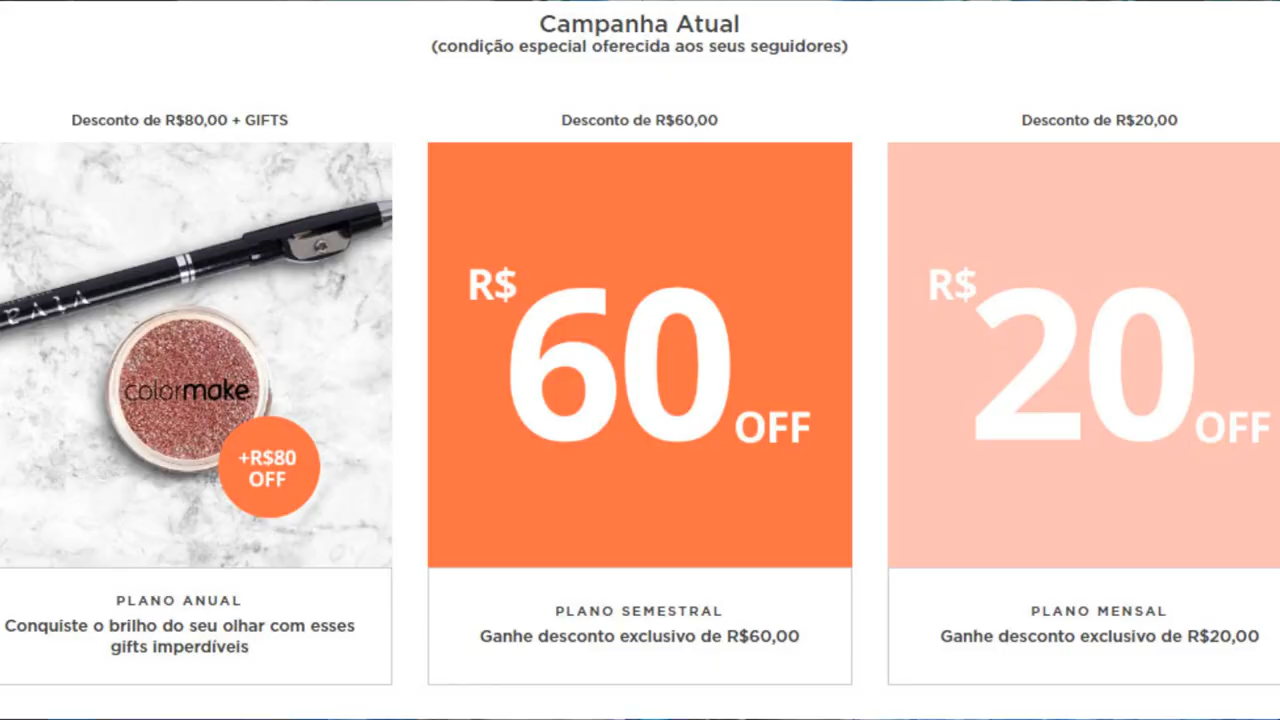 Campanha Atual
(condição especial oferecida aos seus seguidores)
Desconto de R$80,00 + GIFTS
colormake
+R$80
OFF
PLANO ANUAL
Conquiste o brilho do seu olhar com esses
gifts imperdíveis
Desconto de R$60,00
R$
60
OFF
PLANO SEMESTRAL
Ganhe desconto exclusivo de R$60,00
Desconto de R$20,00
R$
20
OFF
PLANO MENSAL
Ganhe desconto exclusivo de R$20,00